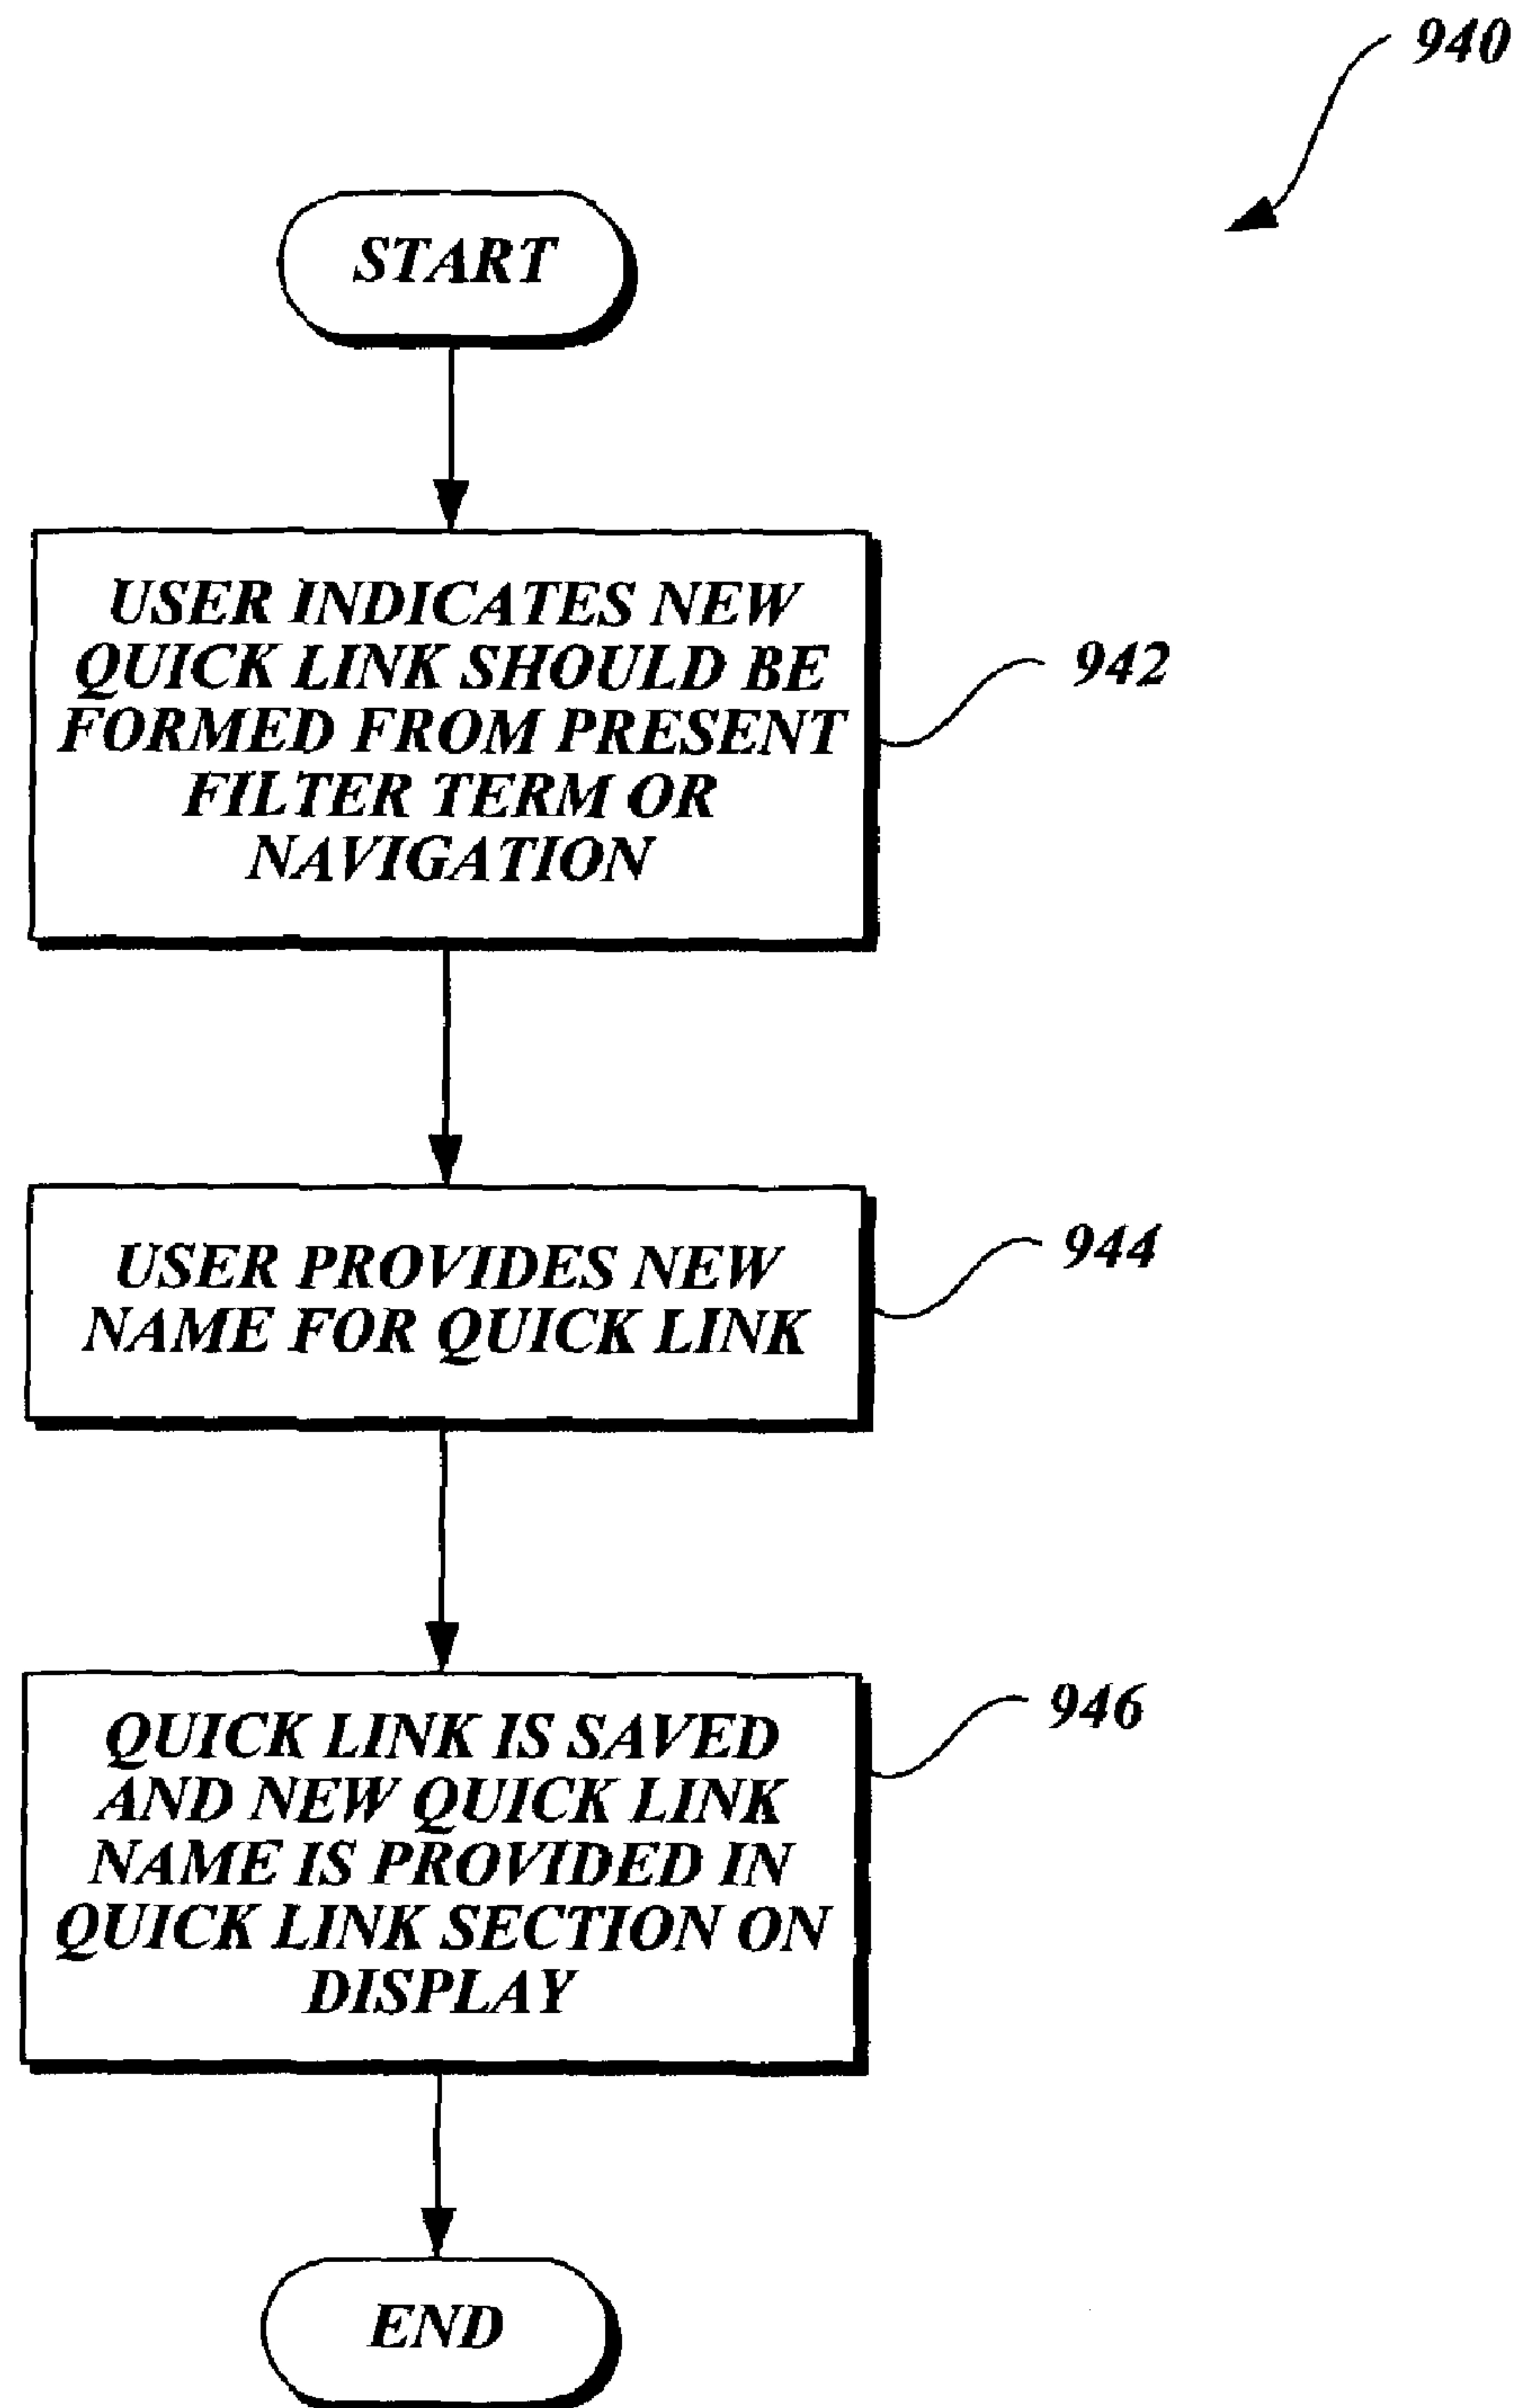 940
START
USER INDICATES NEW
QUICK LINK SHOULD BE
FORMED FROM PRESENT
FILTER TERM OR
NAVIGATION
942
USER PROVIDES NEW
NAME FOR QUICK LINK
944
QUICK LINK IS SAVED
AND NEW QUICK LINK
NAME IS PROVIDED IN
QUICK LINK SECTION ON
DISPLAY
946
END